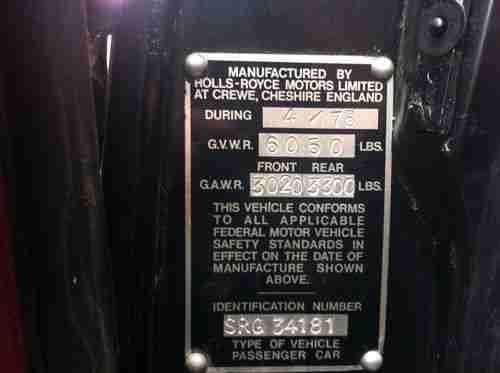 MANUFACTURED BY
ROLLS-ROYCE MOTORS LIMITED
AT CREWE, CHESHIRE ENGLAND
DURING 4/78
G.V.W.R. 6050 LBS.
FRONT REAR
G.A.W.R. 3020 3300 LBS.
THIS VEHICLE CONFORMS
TO ALL APPLICABLE
FEDERAL MOTOR VEHICLE
SAFETY STANDARDS IN
EFFECT ON THE DATE OF
MANUFACTURE SHOWN
ABOVE.
IDENTIFICATION NUMBER
SRG 34181
TYPE OF VEHICLE
PASSENGER CAR